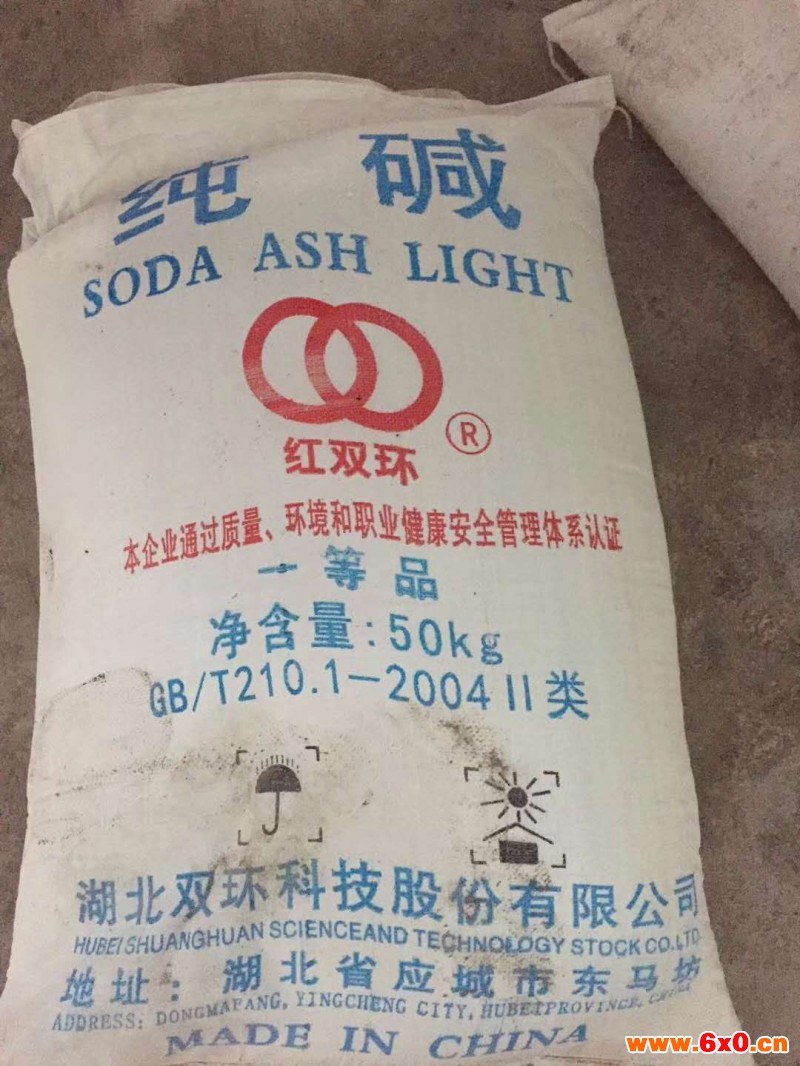 纯 碱
SODA ASH LIGHT
红双环 ®
本企业通过质量、环境和职业健康安全管理体系认证
一等品
净含量:50kg
GB/T210.1-2004 II 类
湖北双环科技股份有限公司
HUBEI SHUANGHUAN SCIENCEAND TECHNOLOGY STOCK CO.,LTD.
地址：湖北省应城市东马坊
ADDRESS: DONGMAFANG, YINGCHENG CITY, HUBEIPROVINCE, CHINA
MADE IN CHINA
www.6x0.cn